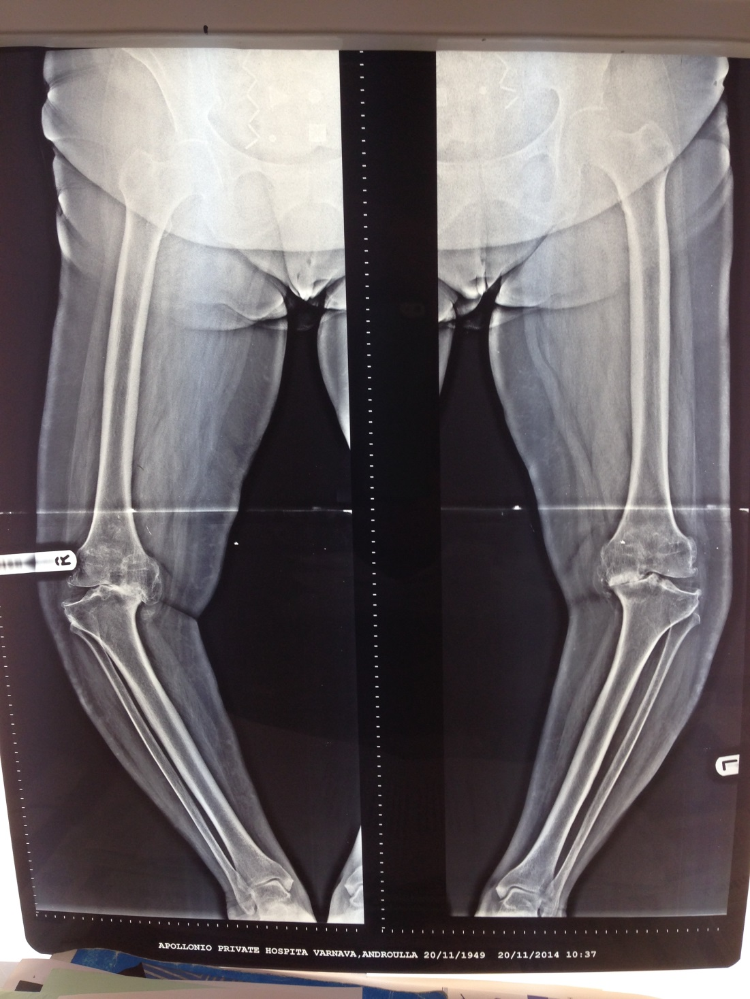 R
L
APOLLONIO PRIVATE HOSPITA VARNAVA,ANDROULLA 20/11/1949 20/11/2014 10:37